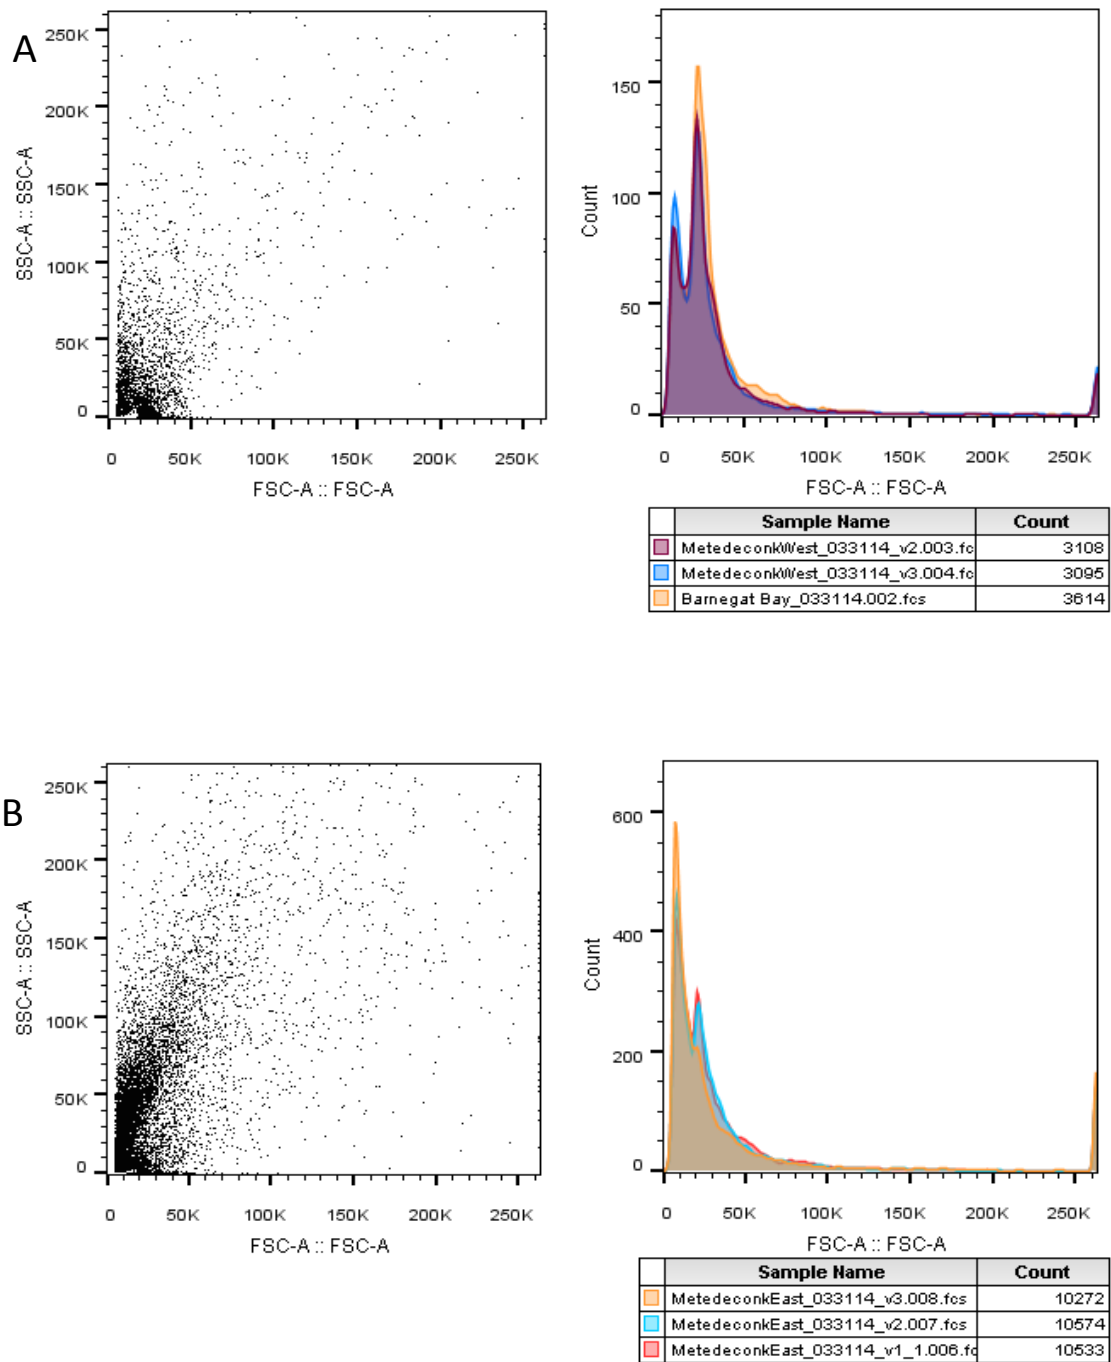 A
250K
200K
150K
100K
50K
0
SSC-A :: SSC-A
0 50K 100K 150K 200K 250K
FSC-A :: FSC-A
150
100
50
0
Count
0 50K 100K 150K 200K 250K
FSC-A :: FSC-A
Sample Name Count
MetedeconkWest_033114_v2.003.fc 3108
MetedeconkWest_033114_v3.004.fc 3095
Barnegat Bay_033114.002.fcs 3614
B
250K
200K
150K
100K
50K
0
SSC-A :: SSC-A
0 50K 100K 150K 200K 250K
FSC-A :: FSC-A
600
400
200
0
Count
0 50K 100K 150K 200K 250K
FSC-A :: FSC-A
Sample Name Count
MetedeconkEast_033114_v3.008.fcs 10272
MetedeconkEast_033114_v2.007.fcs 10574
MetedeconkEast_033114_v1_1.006.fc 10533